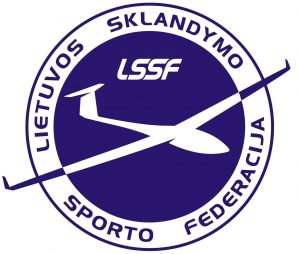 LIETUVOS SKLANDYMO
LSSF
SPORTO FEDERACIJA